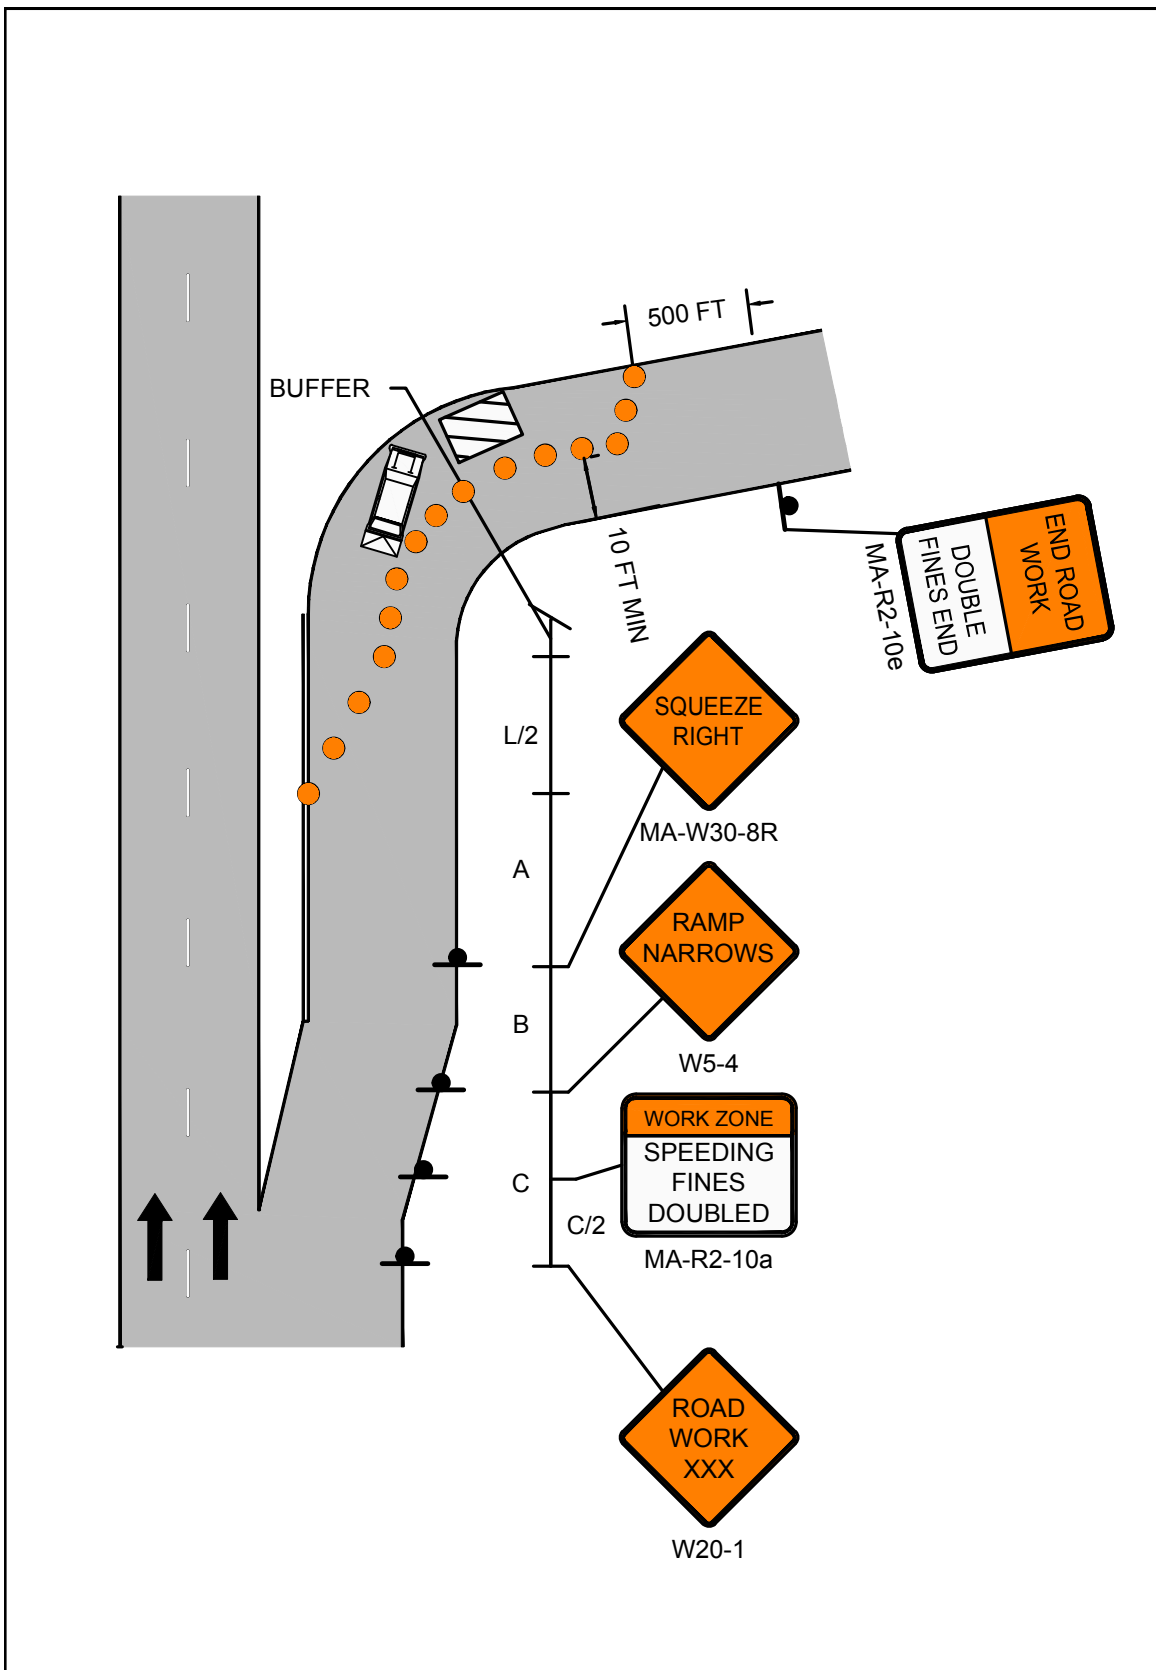 500 FT
BUFFER
10 FT MIN
END ROAD
WORK
DOUBLE
FINES END
MA-R2-10e
L/2
SQUEEZE
RIGHT
MA-W30-8R
A
RAMP
NARROWS
W5-4
B
WORK ZONE
SPEEDING
FINES
DOUBLED
MA-R2-10a
C
C/2
ROAD
WORK
XXX
W20-1